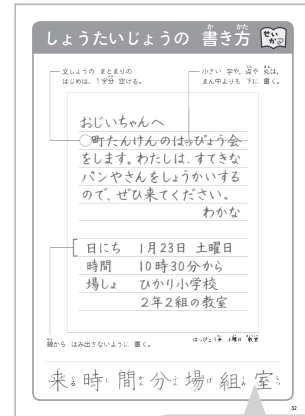 しょうたいじょうの 書き方
せいかつ
文しょうの まとまりの
はじめは、1字分 空ける。
小さい 字や、点や 丸は、
まん中よりも 下に 書く。
おじいちゃんへ
町たんけんのはっぴょう会
をします。わたしは、すてきな
パンやさんをしょうかいする
ので、ぜひ来てください。
わかな
日にち 1月23日 土曜日
時間 10時30分から
場しょ ひかり小学校
2年2組の教室
線から はみ出さないように 書く。
来 時 間 分 場 組 室
32